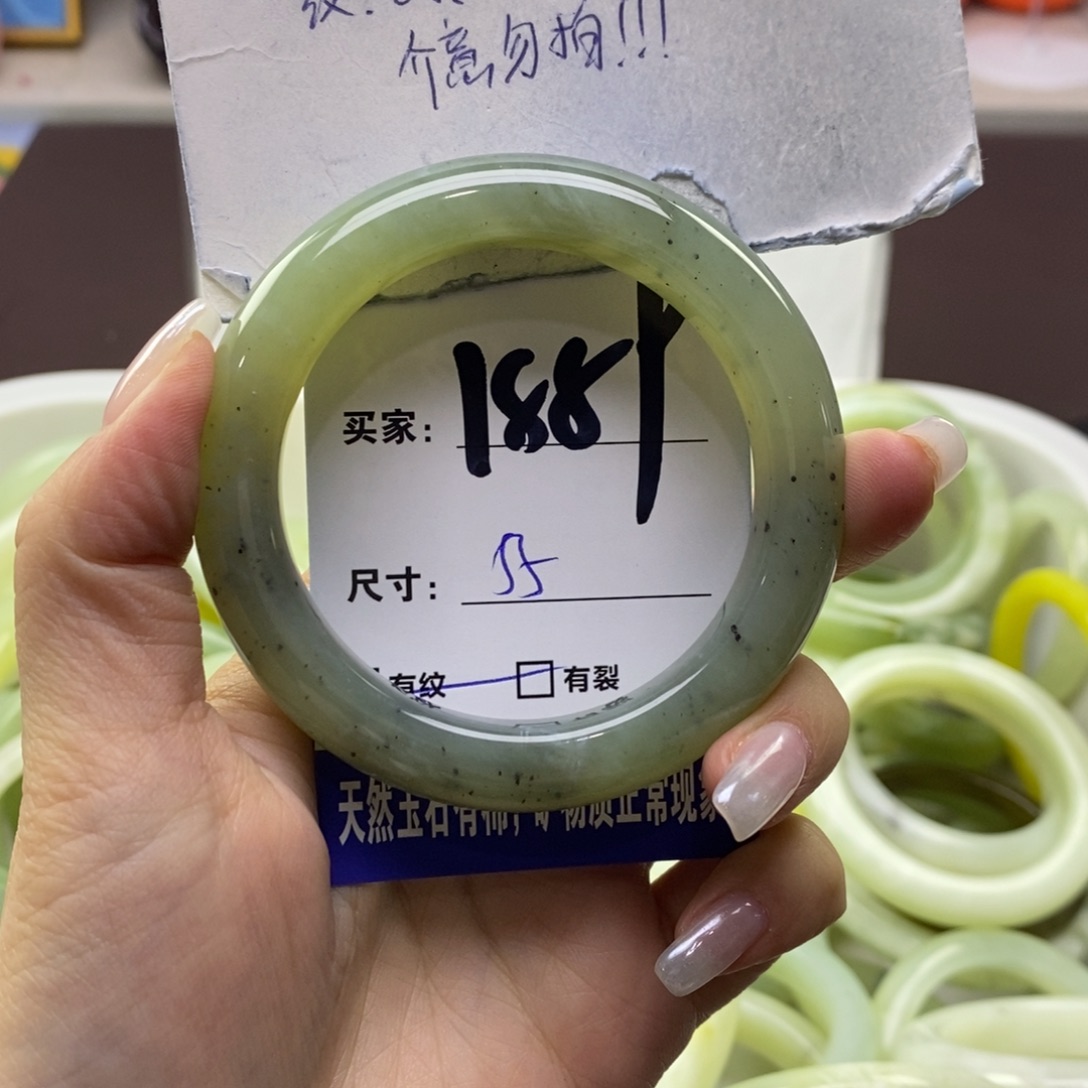 介意勿拍!!!
买家: 1881
尺寸: 55
有纹 有裂
天然玉石有棉,矿物质正常现象